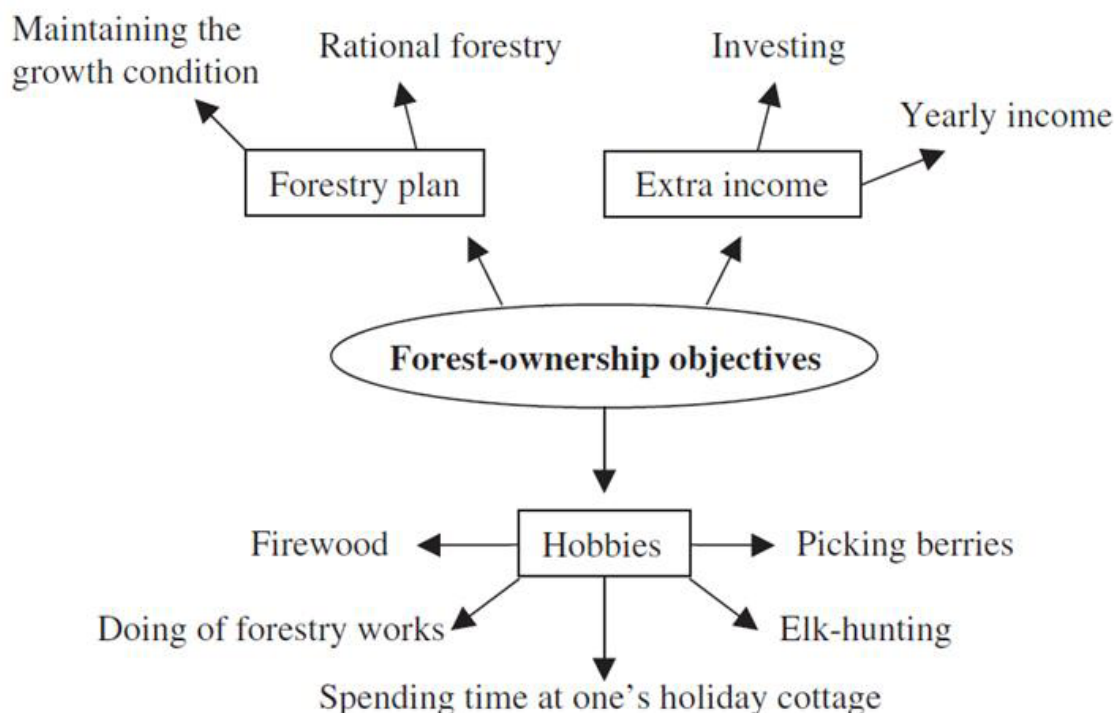 Maintaining the
growth condition
Rational forestry
Investing
Yearly income
Forestry plan
Extra income
Forest-ownership objectives
Firewood
Hobbies
Picking berries
Doing of forestry works
Elk-hunting
Spending time at one’s holiday cottage